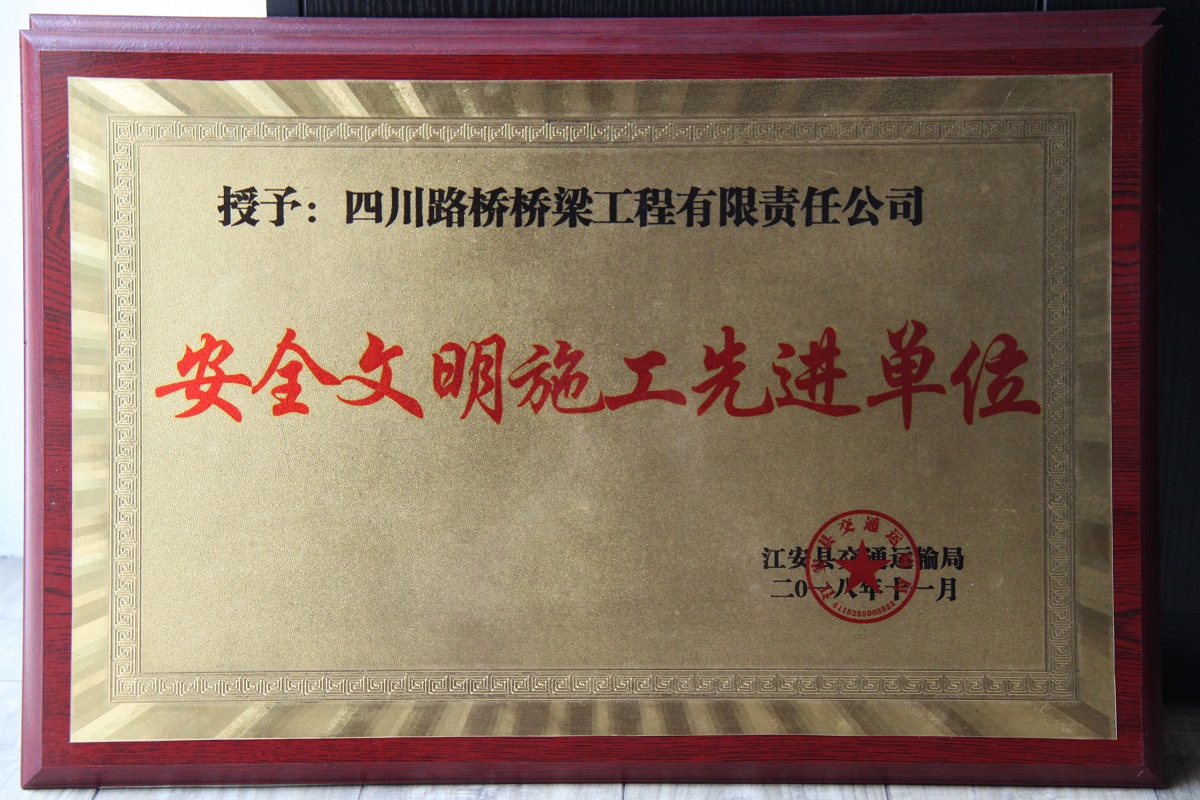 授予：四川路桥桥梁工程有限责任公司
安全文明施工先进单位
江安县交通运输局
二0一八年十一月